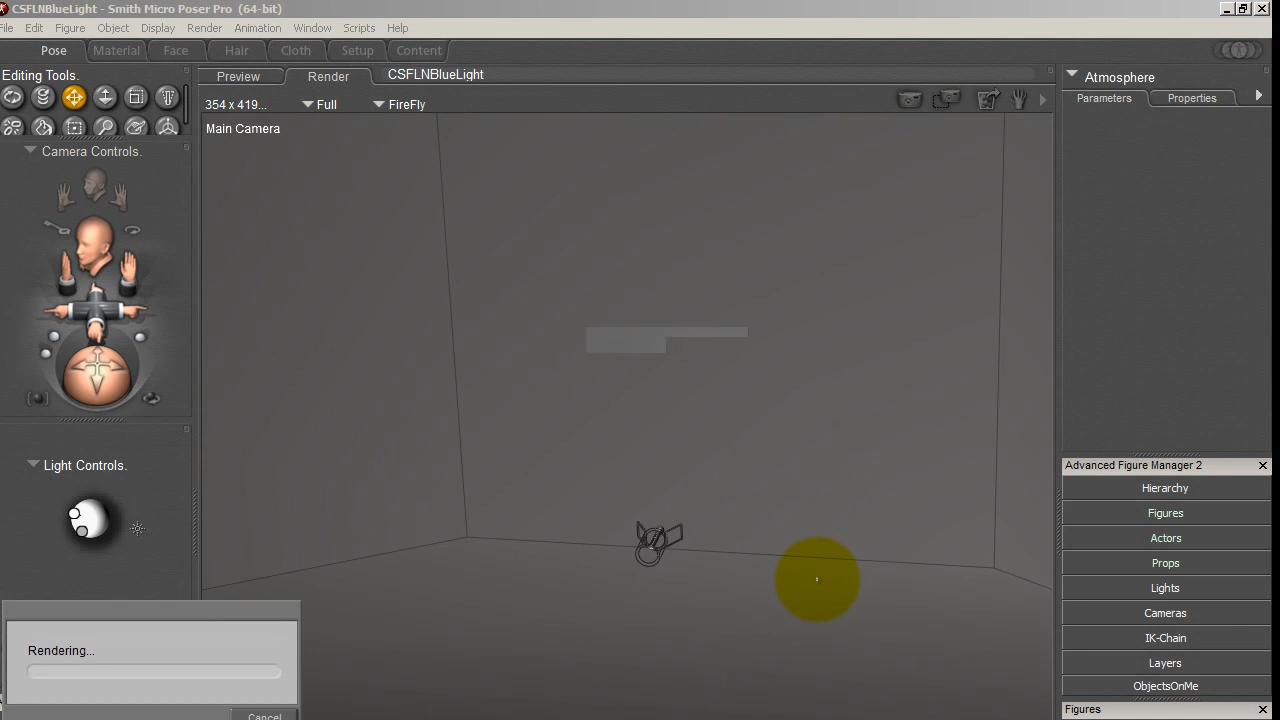 CSFLNBlueLight - Smith Micro Poser Pro  (64-bit)
File Edit Figure Object Display Render Animation Window Scripts Help
Pose Material Face Hair Cloth Setup Content
Editing Tools.
Preview Render CSFLNBlueLight
354 x 419... Full FireFly
Main Camera
Camera Controls.
Light Controls.
Rendering...
Cancel
Atmosphere
Parameters Properties
Advanced Figure Manager 2
Hierarchy
Figures
Actors
Props
Lights
Cameras
IK-Chain
Layers
ObjectsOnMe
Figures